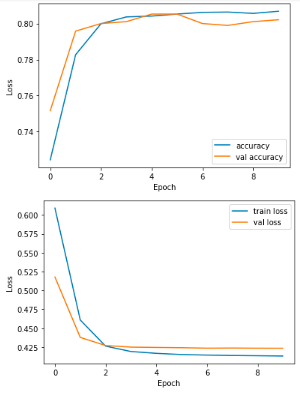 0.80
0.78
0.76
0.74
Loss
accuracy
val accuracy
0 2 4 6 8
Epoch
0.600
0.575
0.550
0.525
0.500
0.475
0.450
0.425
Loss
train loss
val loss
0 2 4 6 8
Epoch